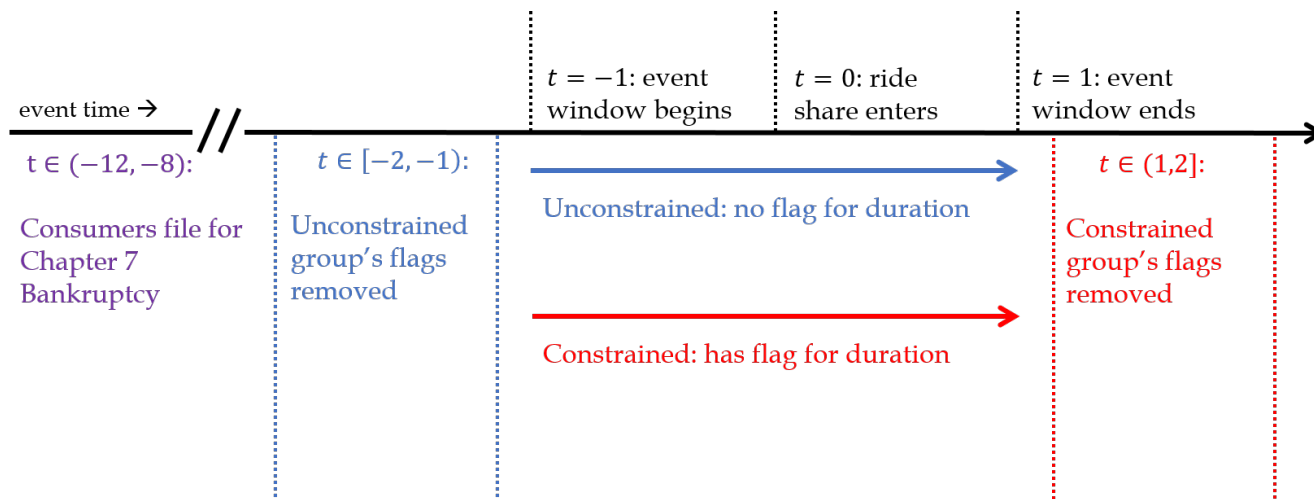 event time →
t = −1: event
window begins
t = 0: ride
share enters
t = 1: event
window ends
t ∈ (−12, −8):
Consumers file for
Chapter 7
Bankruptcy
t ∈ [−2, −1):
Unconstrained
group’s flags
removed
Unconstrained: no flag for duration
Constrained: has flag for duration
t ∈ (1,2]:
Constrained
group’s flags
removed